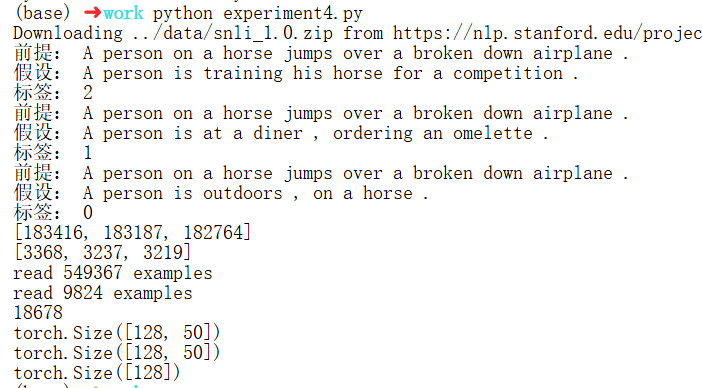 (base) ➜work python experiment4.py
Downloading ../data/snli_1.0.zip from https://nlp.stanford.edu/projec
前提： A person on a horse jumps over a broken down airplane .
假设： A person is training his horse for a competition .
标签： 2
前提： A person on a horse jumps over a broken down airplane .
假设： A person is at a diner , ordering an omelette .
标签： 1
前提： A person on a horse jumps over a broken down airplane .
假设： A person is outdoors , on a horse .
标签： 0
[183416, 183187, 182764]
[3368, 3237, 3219]
read 549367 examples
read 9824 examples
18678
torch.Size([128, 50])
torch.Size([128, 50])
torch.Size([128])